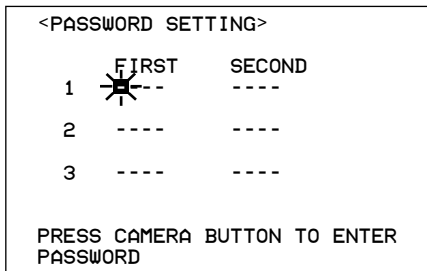 <PASSWORD SETTING>
FIRST SECOND
1 ---- ----
2 ---- ----
3 ---- ----
PRESS CAMERA BUTTON TO ENTER
PASSWORD